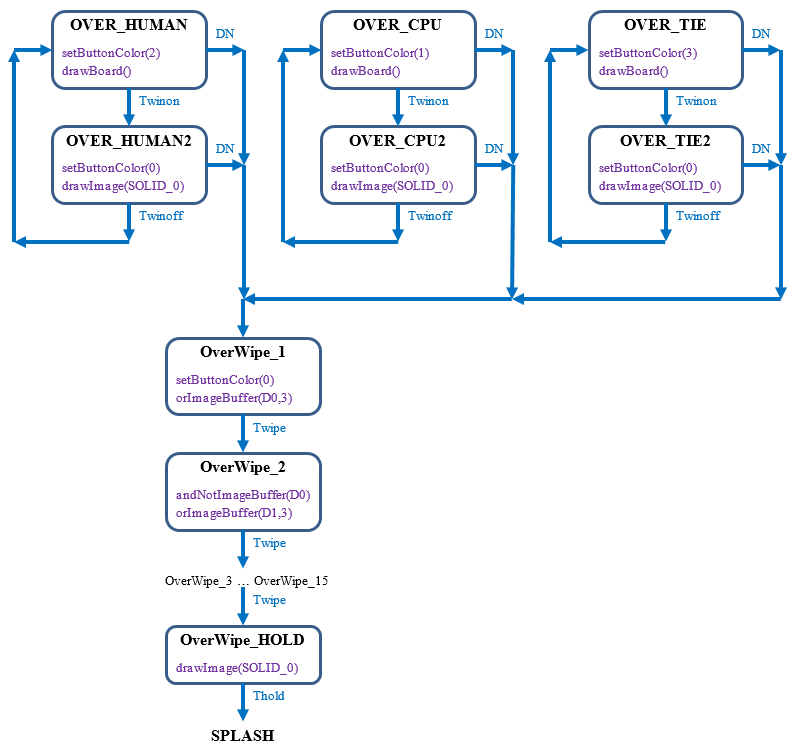 OVER_HUMAN
setButtonColor(2)
drawBoard()
DN
Twinon
OVER_HUMAN2
setButtonColor(0)
drawImage(SOLID_0)
DN
Twinoff
OVER_CPU
setButtonColor(1)
drawBoard()
DN
Twinon
OVER_CPU2
setButtonColor(0)
drawImage(SOLID_0)
DN
Twinoff
OVER_TIE
setButtonColor(3)
drawBoard()
DN
Twinon
OVER_TIE2
setButtonColor(0)
drawImage(SOLID_0)
DN
Twinoff
OverWipe_1
setButtonColor(0)
orImageBuffer(D0,3)
Twipe
OverWipe_2
andNotImageBuffer(D0)
orImageBuffer(D1,3)
Twipe
OverWipe_3 … OverWipe_15
Twipe
OverWipe_HOLD
drawImage(SOLID_0)
Thold
SPLASH